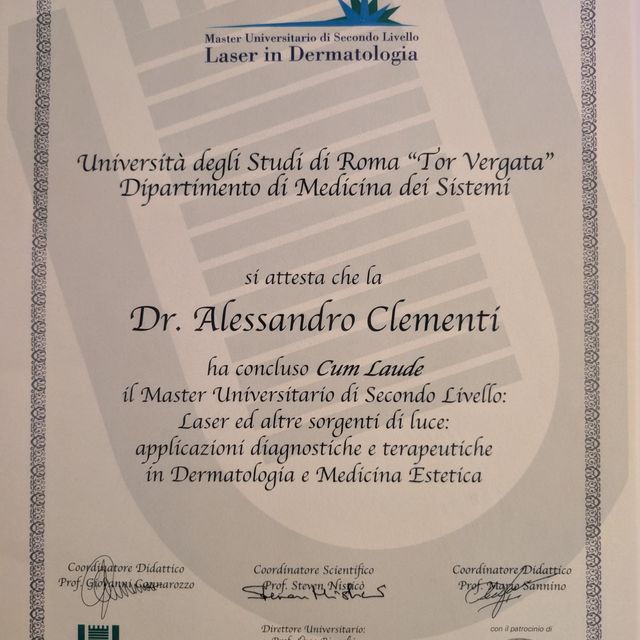 Master Universitario di Secondo Livello
Laser in Dermatologia
Università degli Studi di Roma “Tor Vergata”
Dipartimento di Medicina dei Sistemi
si attesta che la
Dr. Alessandro Clementi
ha concluso Cum Laude
il Master Universitario di Secondo Livello:
Laser ed altre sorgenti di luce:
applicazioni diagnostiche e terapeutiche
in Dermatologia e Medicina Estetica
Coordinatore Didattico
Prof. Giovanni Cannarozzo
Coordinatore Scientifico
Prof. Steven Nisticò
Coordinatore Didattico
Prof. Mario Sannino
Direttore Universitario:
con il patrocinio di